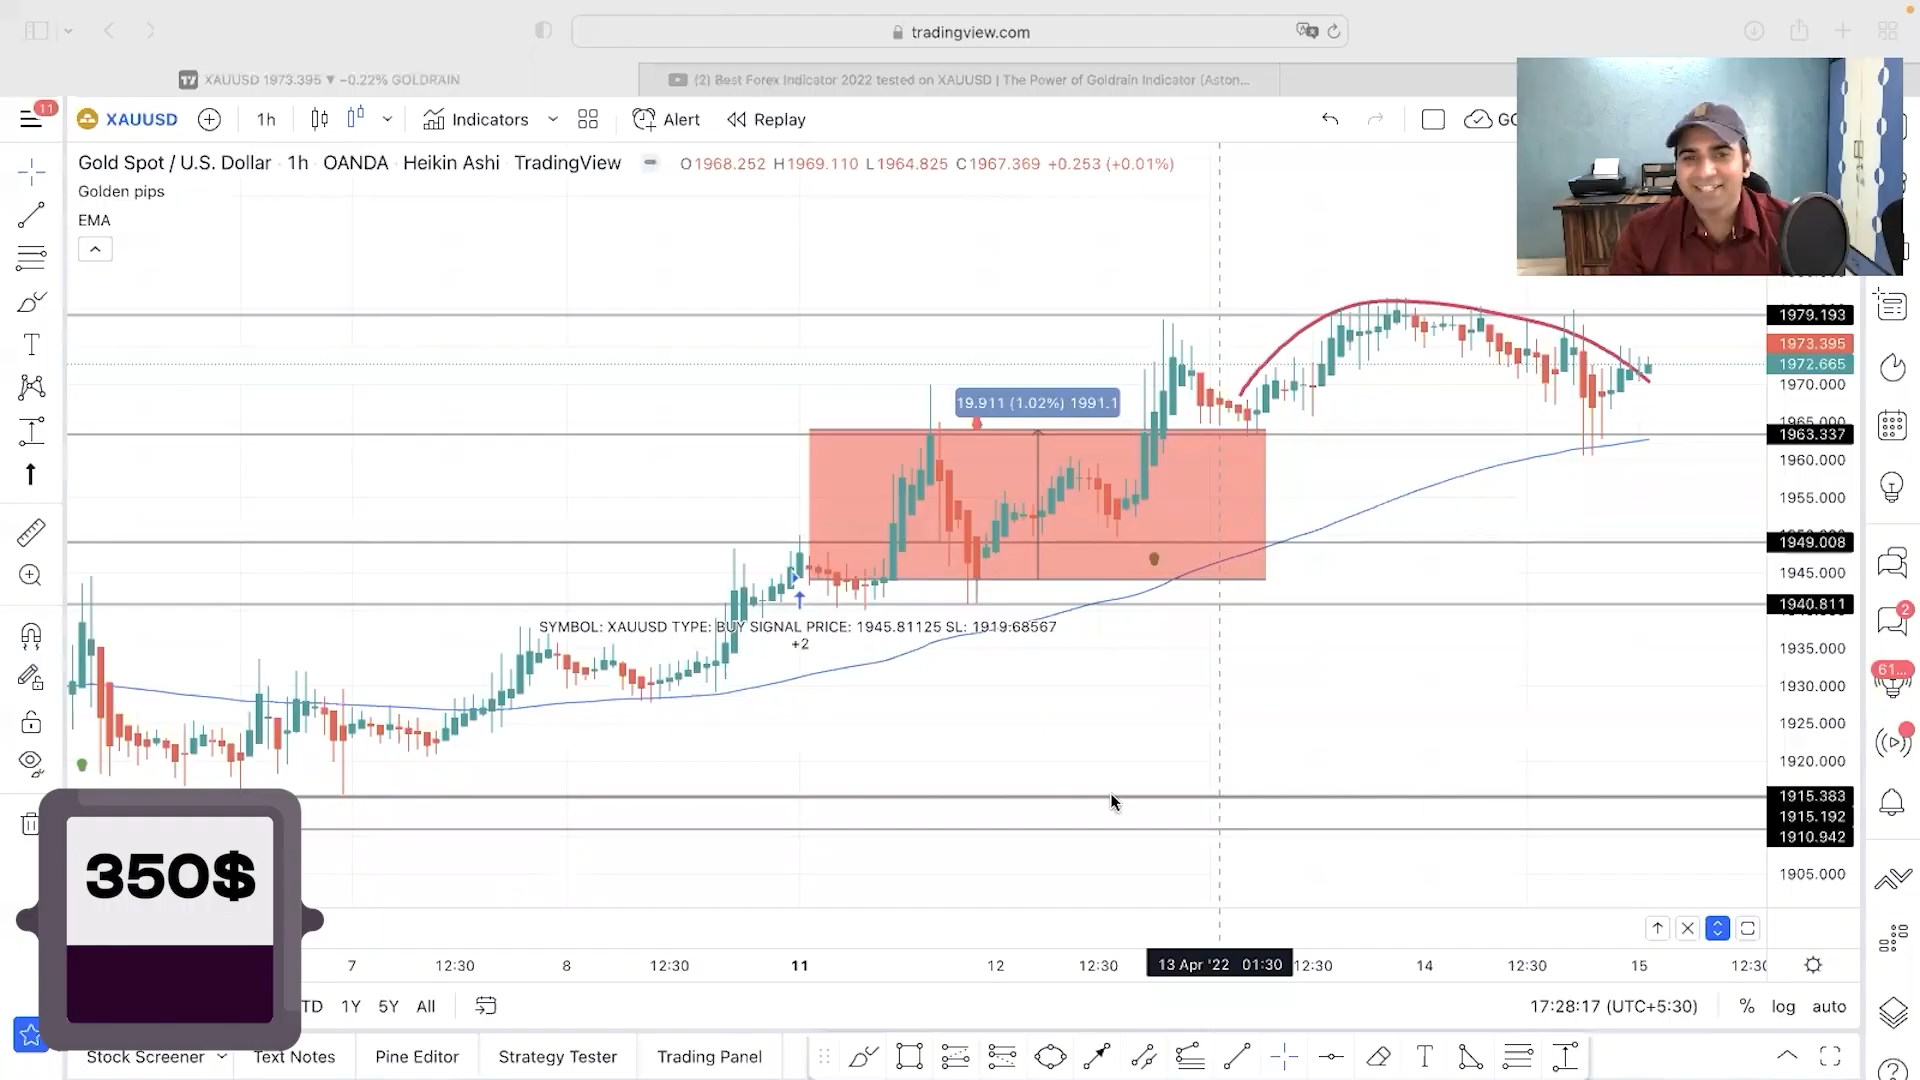 tradingview.com
XAUUSD 1973.395 ▼ −0.22% GOLDRAIN
(2) Best Forex Indicator 2022 tested on XAUUSD | The Power of Goldrain Indicator (Aston...
11
XAUUSD
1h
Indicators
Alert
Replay
Gold Spot / U.S. Dollar · 1h · OANDA · Heikin Ashi · TradingView
O1968.252 H1969.110 L1964.825 C1967.369 +0.253 (+0.01%)
Golden pips
EMA
1979.193
1973.395
1972.665
1970.000
19.911 (1.02%) 1991.1
1963.337
1960.000
1955.000
1949.008
1945.000
1940.811
SYMBOL: XAUUSD TYPE: BUY SIGNAL PRICE: 1945.81125 SL: 1919.68567
+2
2
1935.000
61...
1930.000
1925.000
1920.000
1915.383
1915.192
1910.942
350$
1905.000
7 12:30 8 12:30 11 12 12:30 13 Apr '22 01:30 12:30 14 12:30 15
TD 1Y 5Y All
17:28:17 (UTC+5:30) % log auto
Stock Screener Text Notes Pine Editor Strategy Tester Trading Panel